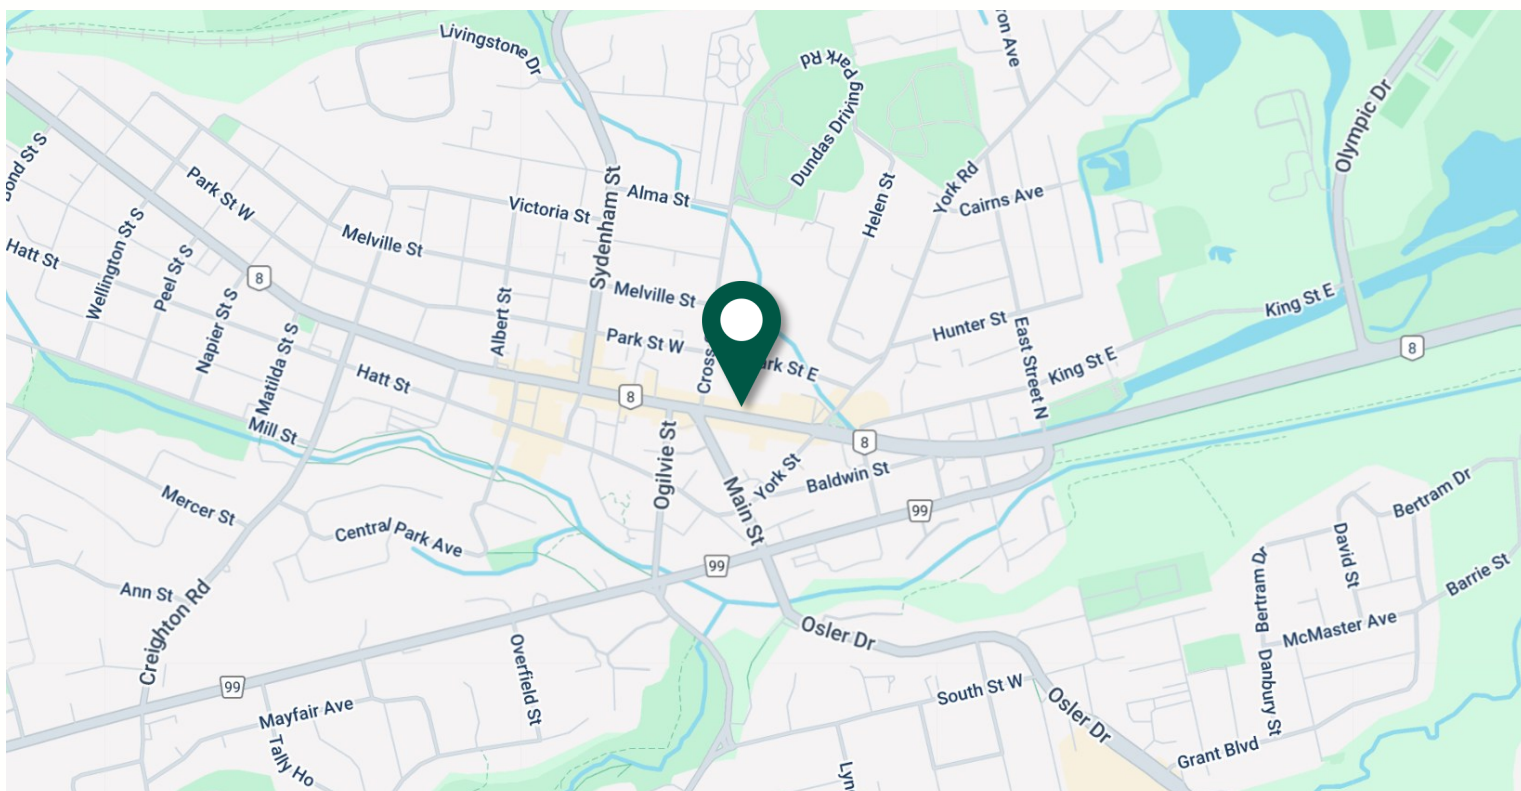 Livingstone Dr
ron Ave
Dundas Driving Park Rd
Olympic Dr
Bond St S
Park St W
Sydenham St
Alma St
Helen St
York Rd
Cairns Ave
Victoria St
Wellington St S
Melville St
Hatt St
Peel St S
8
Napier St S
Melville St
King St E
Albert St
Matilda St S
Park St W
Cross
ark St E
Hunter St
East Street N
King St E
8
Hatt St
8
Mill St
8
Ogilvie St
Main St
York St
Baldwin St
99
Mercer St
Central Park Ave
99
Bertram Dr
David St
Bertram Dr
Barrie St
Ann St
Creighton Rd
Osler Dr
McMaster Ave
Overfield St
99
South St W
Danbury St
Mayfair Ave
Osler Dr
Tally Ho
Lyn
Grant Blvd